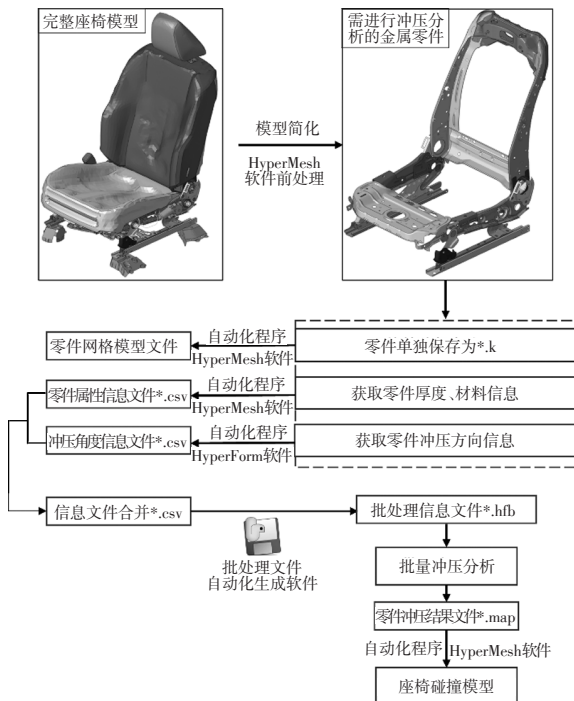 完整座椅模型
需进行冲压分
析的金属零件
模型简化
HyperMesh
软件前处理
零件网格模型文件
自动化程序
HyperMesh软件
零件单独保存为*.k
零件属性信息文件*.csv
自动化程序
HyperMesh软件
获取零件厚度、材料信息
冲压角度信息文件*.csv
自动化程序
HyperForm软件
获取零件冲压方向信息
信息文件合并*.csv
批处理文件
自动化生成软件
批处理信息文件*.hfb
批量冲压分析
零件冲压结果文件*.map
自动化程序
HyperMesh软件
座椅碰撞模型